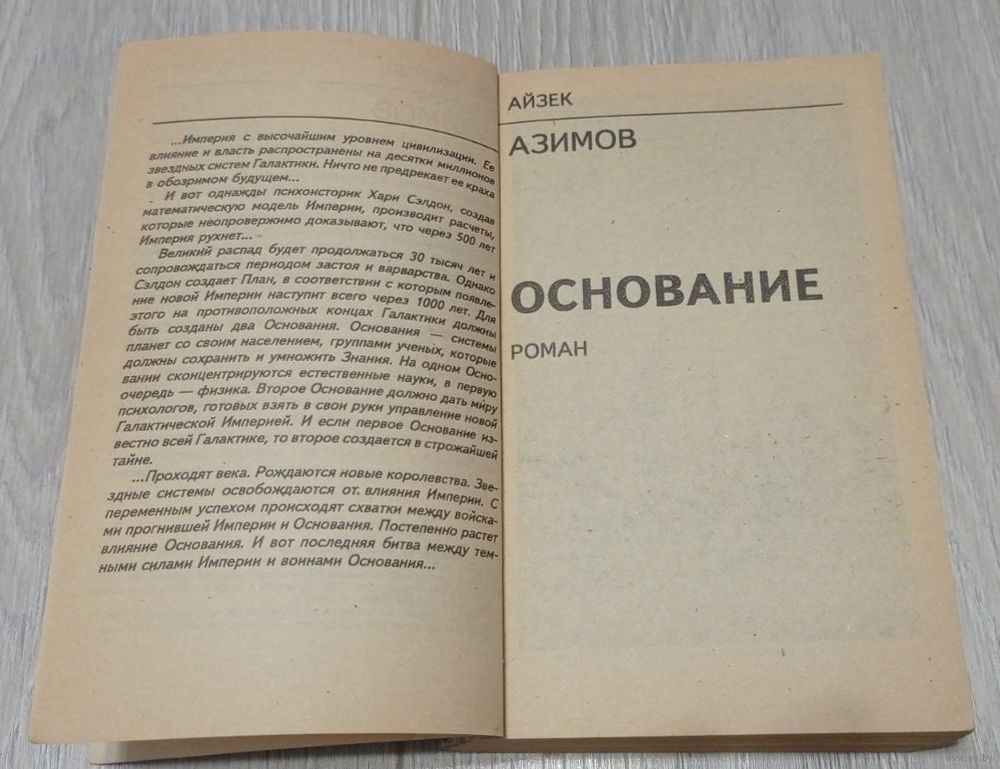 ...Империя с высочайшим уровнем цивилизации. Ее
влияние и власть распространены на десятки миллионов
звездных систем Галактики. Ничто не предрекает ее краха
в обозримом будущем...
И вот однажды психоисторик Хари Сэлдон, создав
математическую модель Империи, производит расчеты,
которые неопровержимо доказывают, что через 500 лет
Империя рухнет...
Великий распад будет продолжаться 30 тысяч лет и
сопровождаться периодом застоя и варварства. Однако
Сэлдон создает План, в соответствии с которым появле-
ние новой Империи наступит всего через 1000 лет. Для
этого на противоположных концах Галактики должны
быть созданы два Основания. Основания — системы
планет со своим населением, группами ученых, которые
должны сохранить и умножить Знания. На одном Осно-
вании сконцентрируются естественные науки, в первую
очередь — физика. Второе Основание должно дать миру
психологов, готовых взять в свои руки управление новой
Галактической Империей. И если первое Основание из-
вестно всей Галактике, то второе создается в строжайшей
тайне.
...Проходят века. Рождаются новые королевства. Зве-
здные системы освобождаются от влияния Империи. С
переменным успехом происходят схватки между войска-
ми прогнившей Империи и Основания. Постепенно растет
влияние Основания. И вот последняя битва между тем-
ными силами Империи и воинами Основания...
АЙЗЕК
АЗИМОВ
ОСНОВАНИЕ
РОМАН